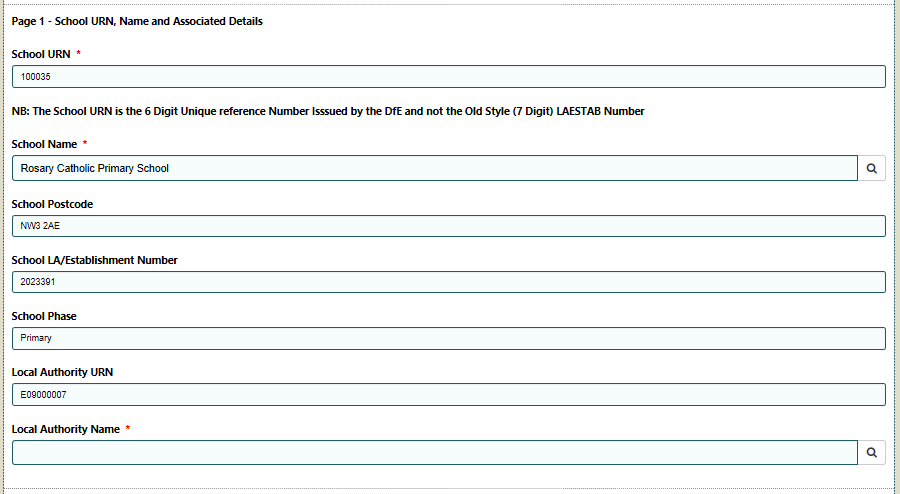 Page 1 - School URN, Name and Associated Details
School URN *
100035
NB: The School URN is the 6 Digit Unique reference Number Isssued by the DfE and not the Old Style (7 Digit) LAESTAB Number
School Name *
Rosary Catholic Primary School
School Postcode
NW3 2AE
School LA/Establishment Number
2023391
School Phase
Primary
Local Authority URN
E09000007
Local Authority Name *